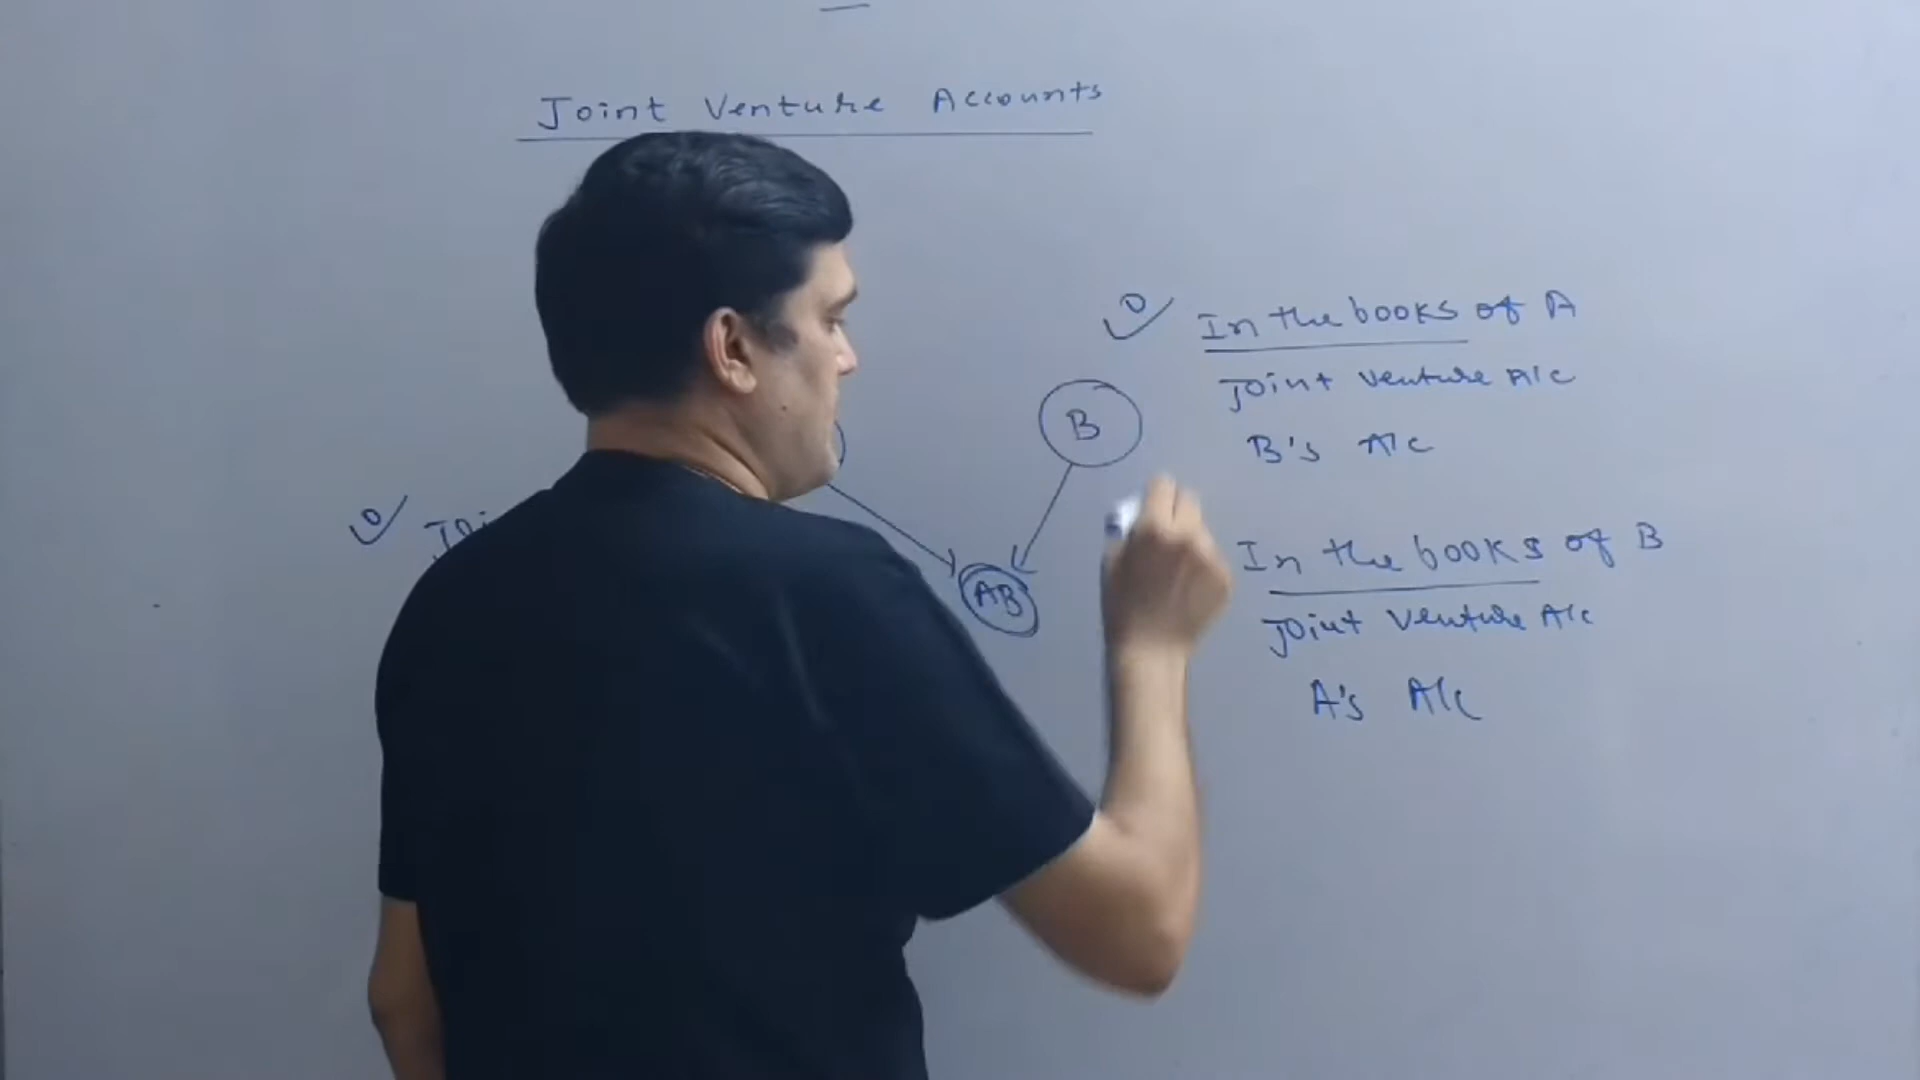 Joint Venture Accounts
In the books of A
Joint Venture A/c
B
B's A/c
In the books of B
AB
Joint Venture A/c
A's A/c